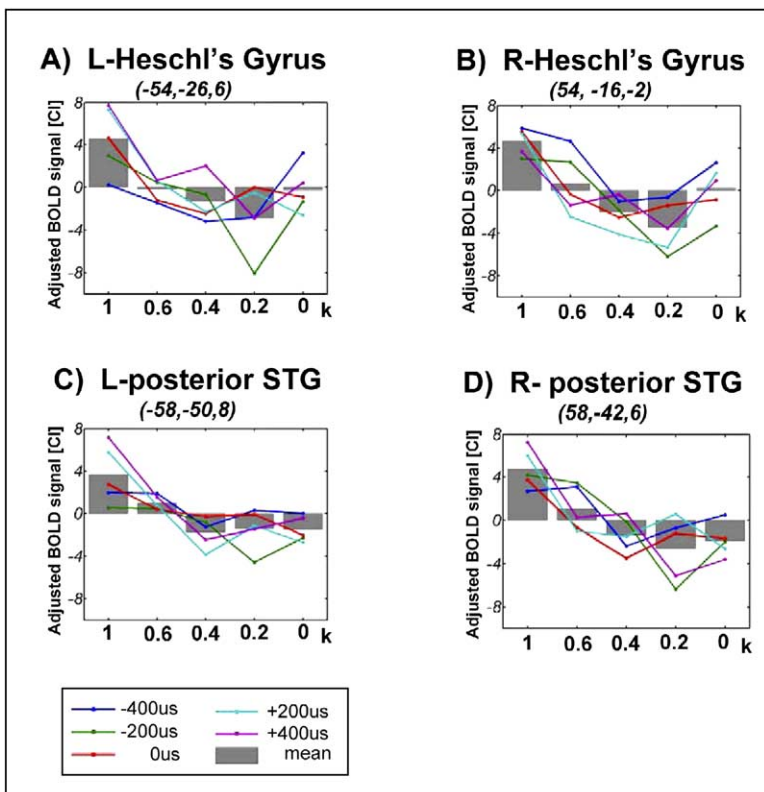 A) L-Heschl's Gyrus
(-54,-26,6)
Adjusted BOLD signal [CI]
8
4
0
-4
-8
1 0.6 0.4 0.2 0 k
B) R-Heschl's Gyrus
(54, -16,-2)
Adjusted BOLD signal [CI]
8
4
0
-4
-8
1 0.6 0.4 0.2 0 k
C) L-posterior STG
(-58,-50,8)
Adjusted BOLD signal [CI]
8
4
0
-4
-8
1 0.6 0.4 0.2 0 k
D) R- posterior STG
(58,-42,6)
Adjusted BOLD signal [CI]
8
4
0
-4
-8
1 0.6 0.4 0.2 0 k
-400us
-200us
0us
+200us
+400us
mean